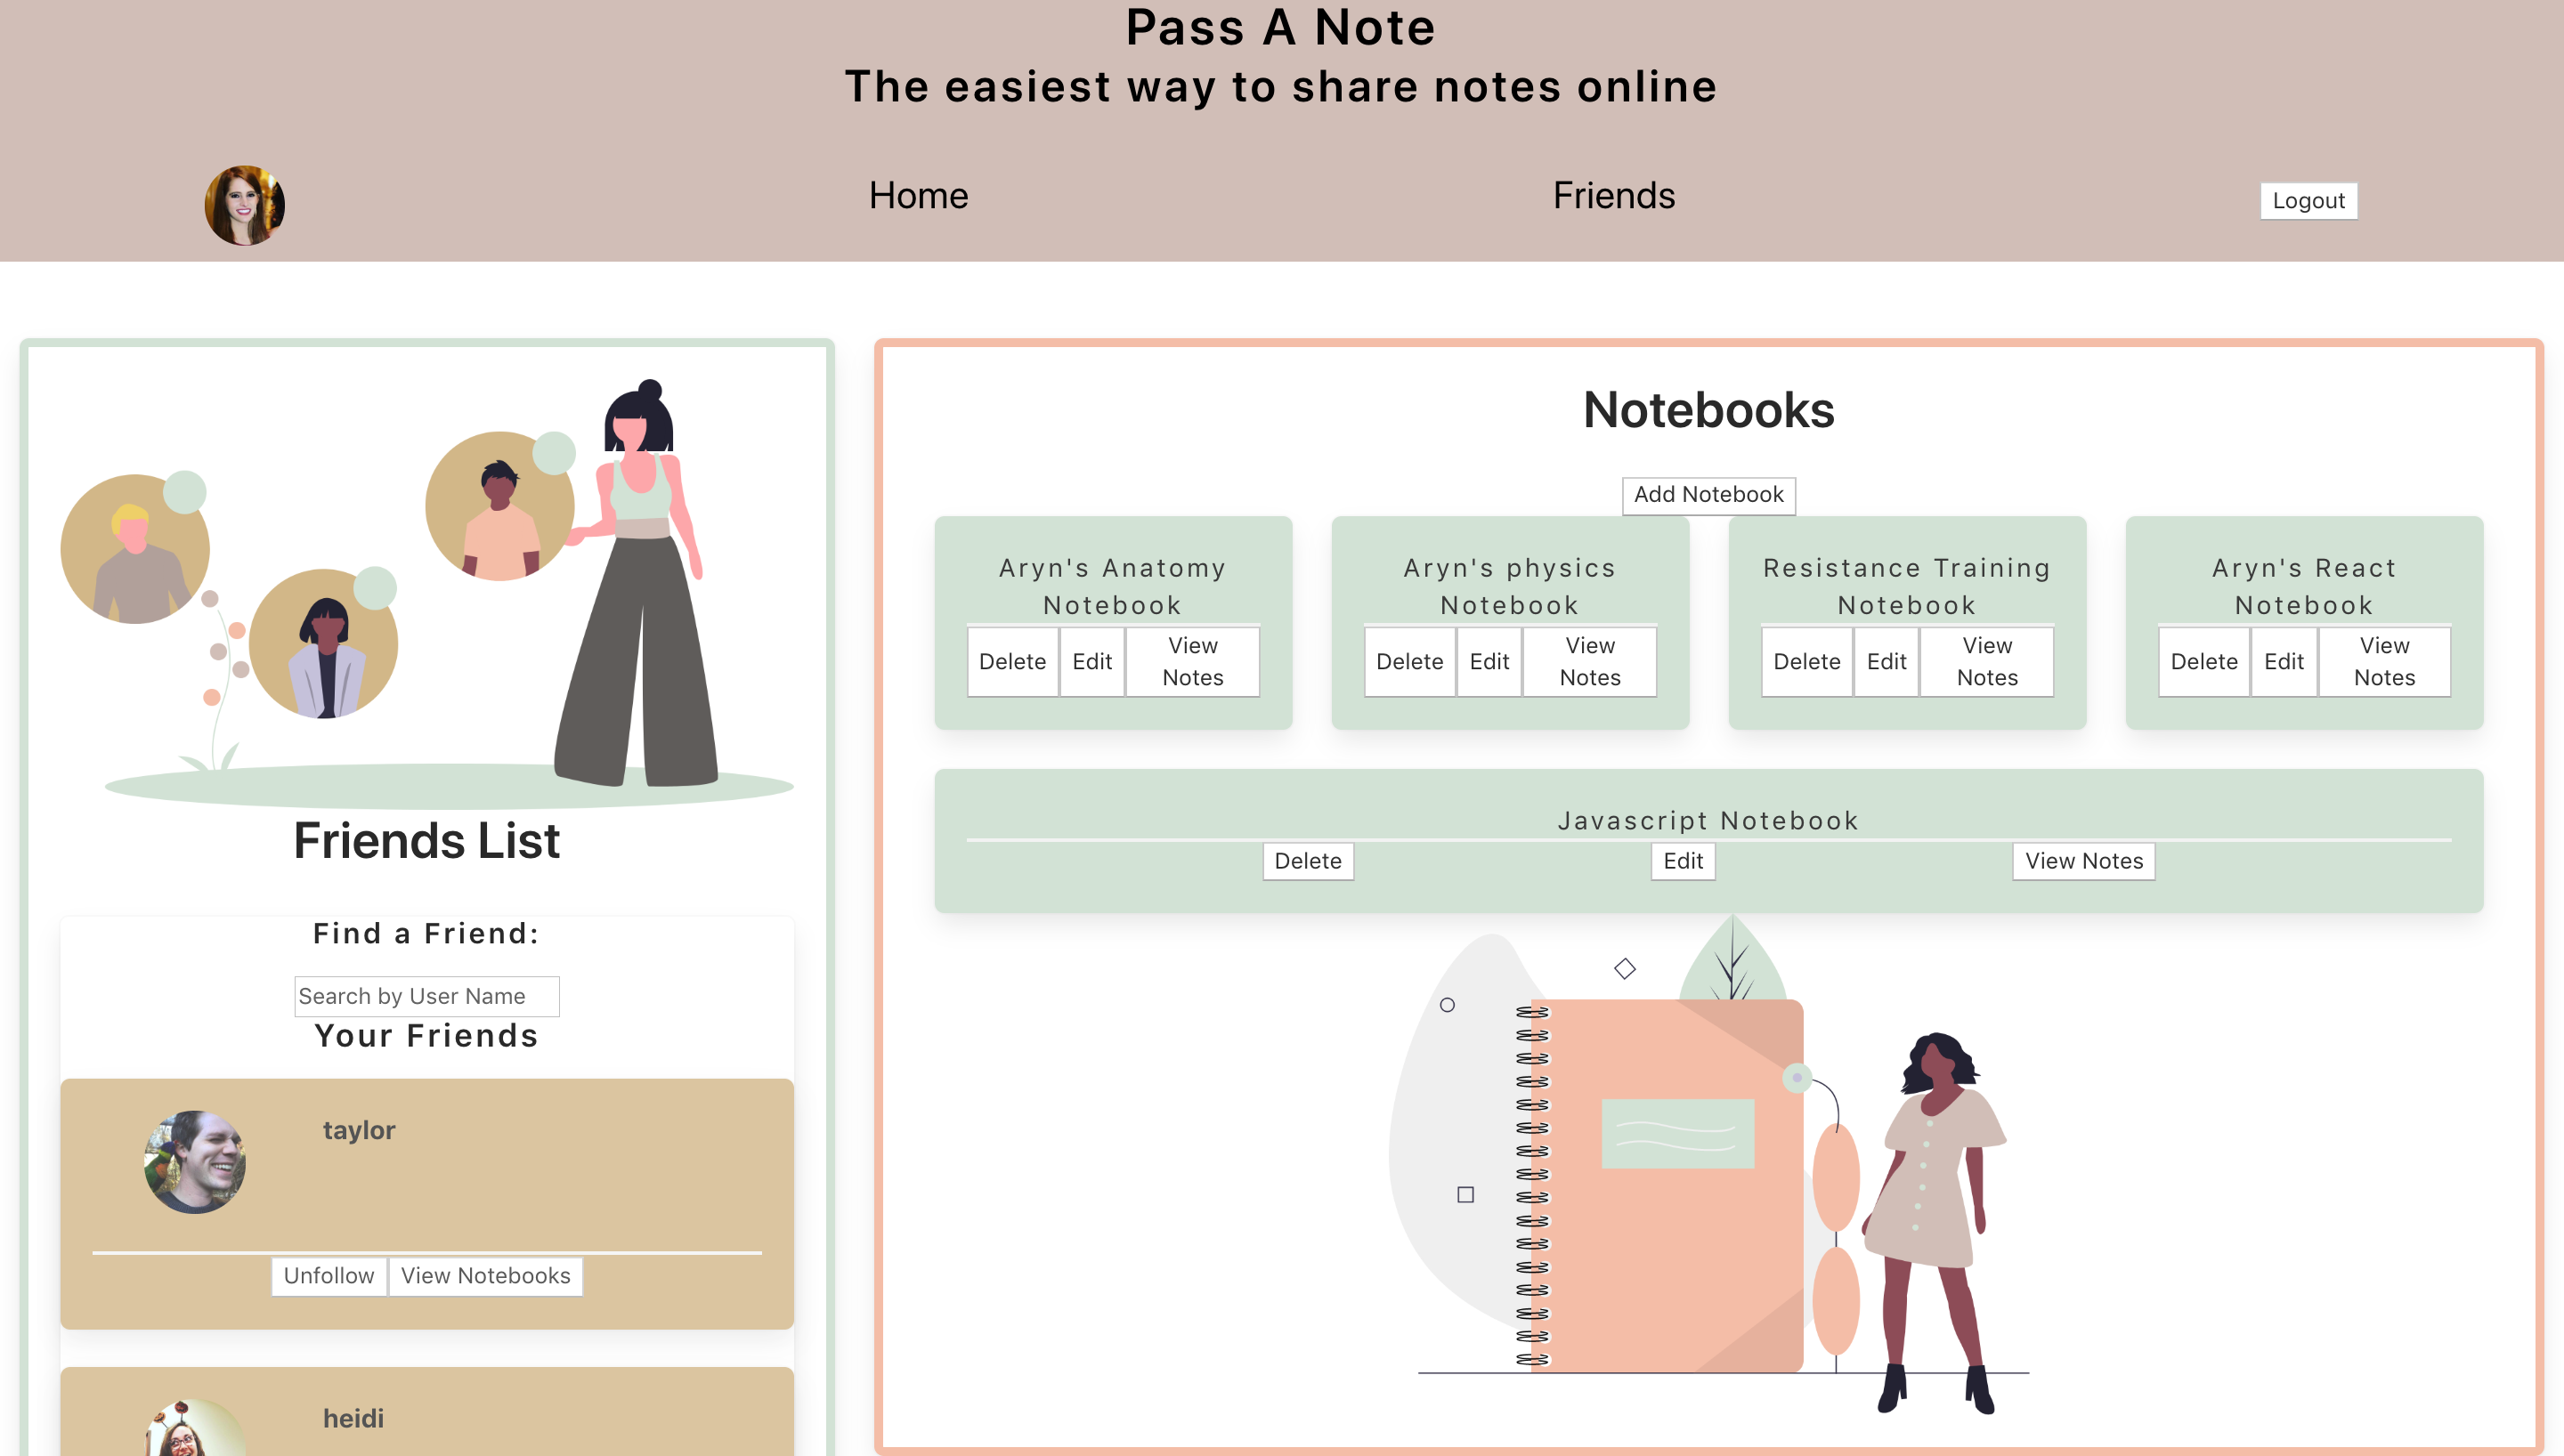 Pass A Note
The easiest way to share notes online
Home
Friends
Logout
Friends List
Find a Friend:
Search by User Name
Your Friends
taylor
Unfollow
View Notebooks
heidi
Notebooks
Add Notebook
Aryn's Anatomy
Notebook
Delete
Edit
View
Notes
Aryn's physics
Notebook
Delete
Edit
View
Notes
Resistance Training
Notebook
Delete
Edit
View
Notes
Aryn's React
Notebook
Delete
Edit
View
Notes
Javascript Notebook
Delete
Edit
View Notes